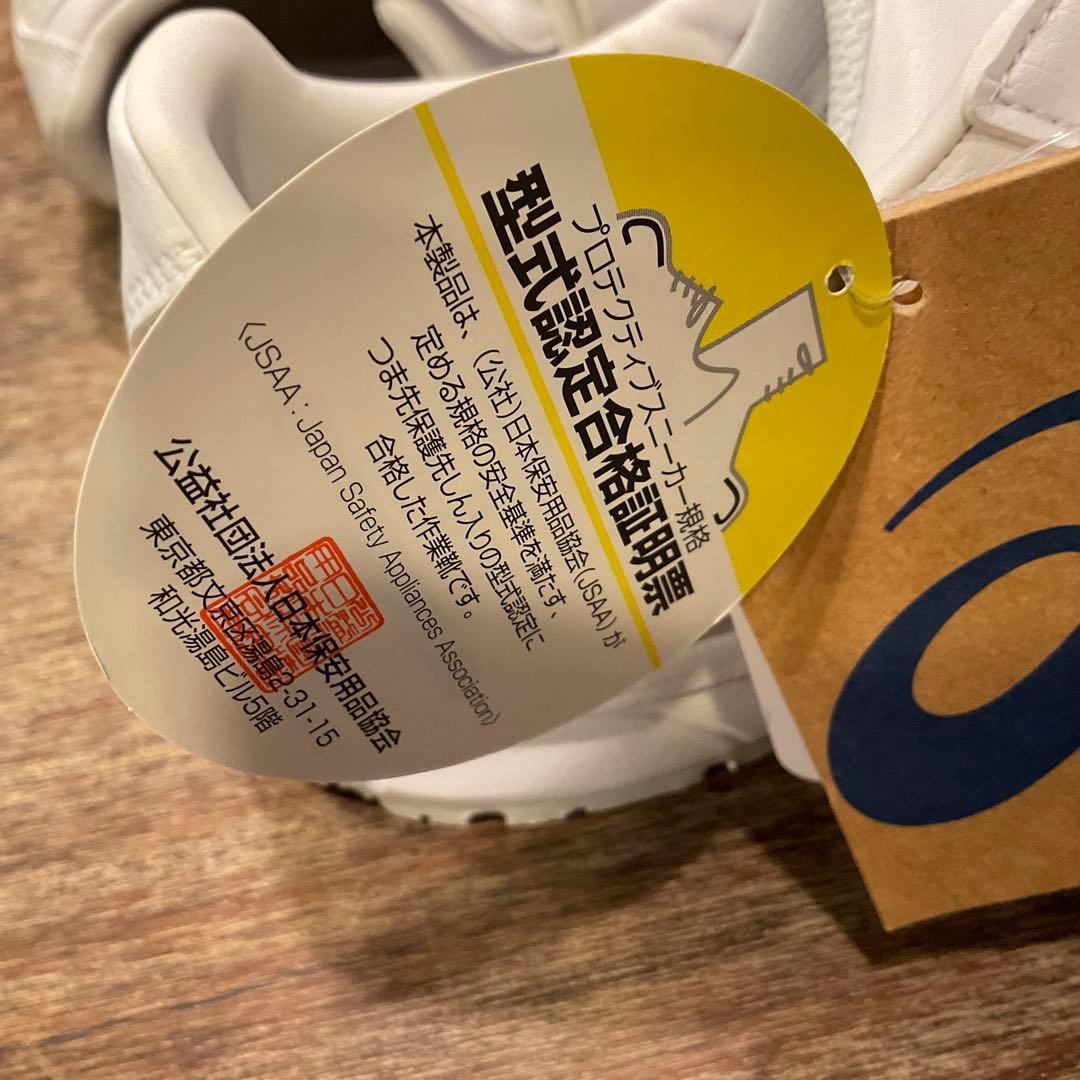 プロテクティブスニーカー規格
型式認定合格証明票
本製品は、(公社)日本保安用品協会(JSAA)が
定める規格の安全基準を満たす、
つま先保護先しん入りの型式認定に
合格した作業靴です。
〈JSAA : Japan Safety Appliances Association〉
公益社団法人日本保安用品協会
東京都文京区湯島2-31-15
和光湯島ビル5階